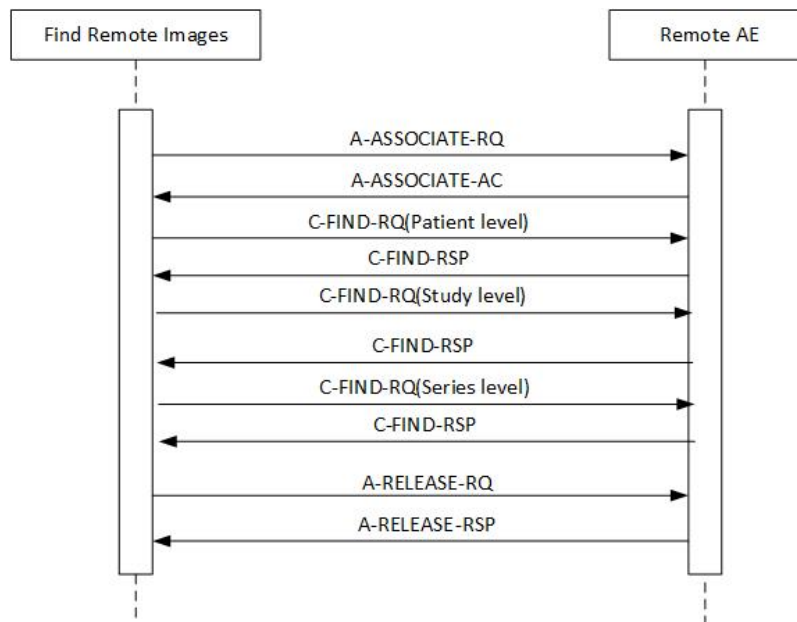 Find Remote Images
Remote AE
A-ASSOCIATE-RQ
A-ASSOCIATE-AC
C-FIND-RQ(Patient level)
C-FIND-RSP
C-FIND-RQ(Study level)
C-FIND-RSP
C-FIND-RQ(Series level)
C-FIND-RSP
A-RELEASE-RQ
A-RELEASE-RSP